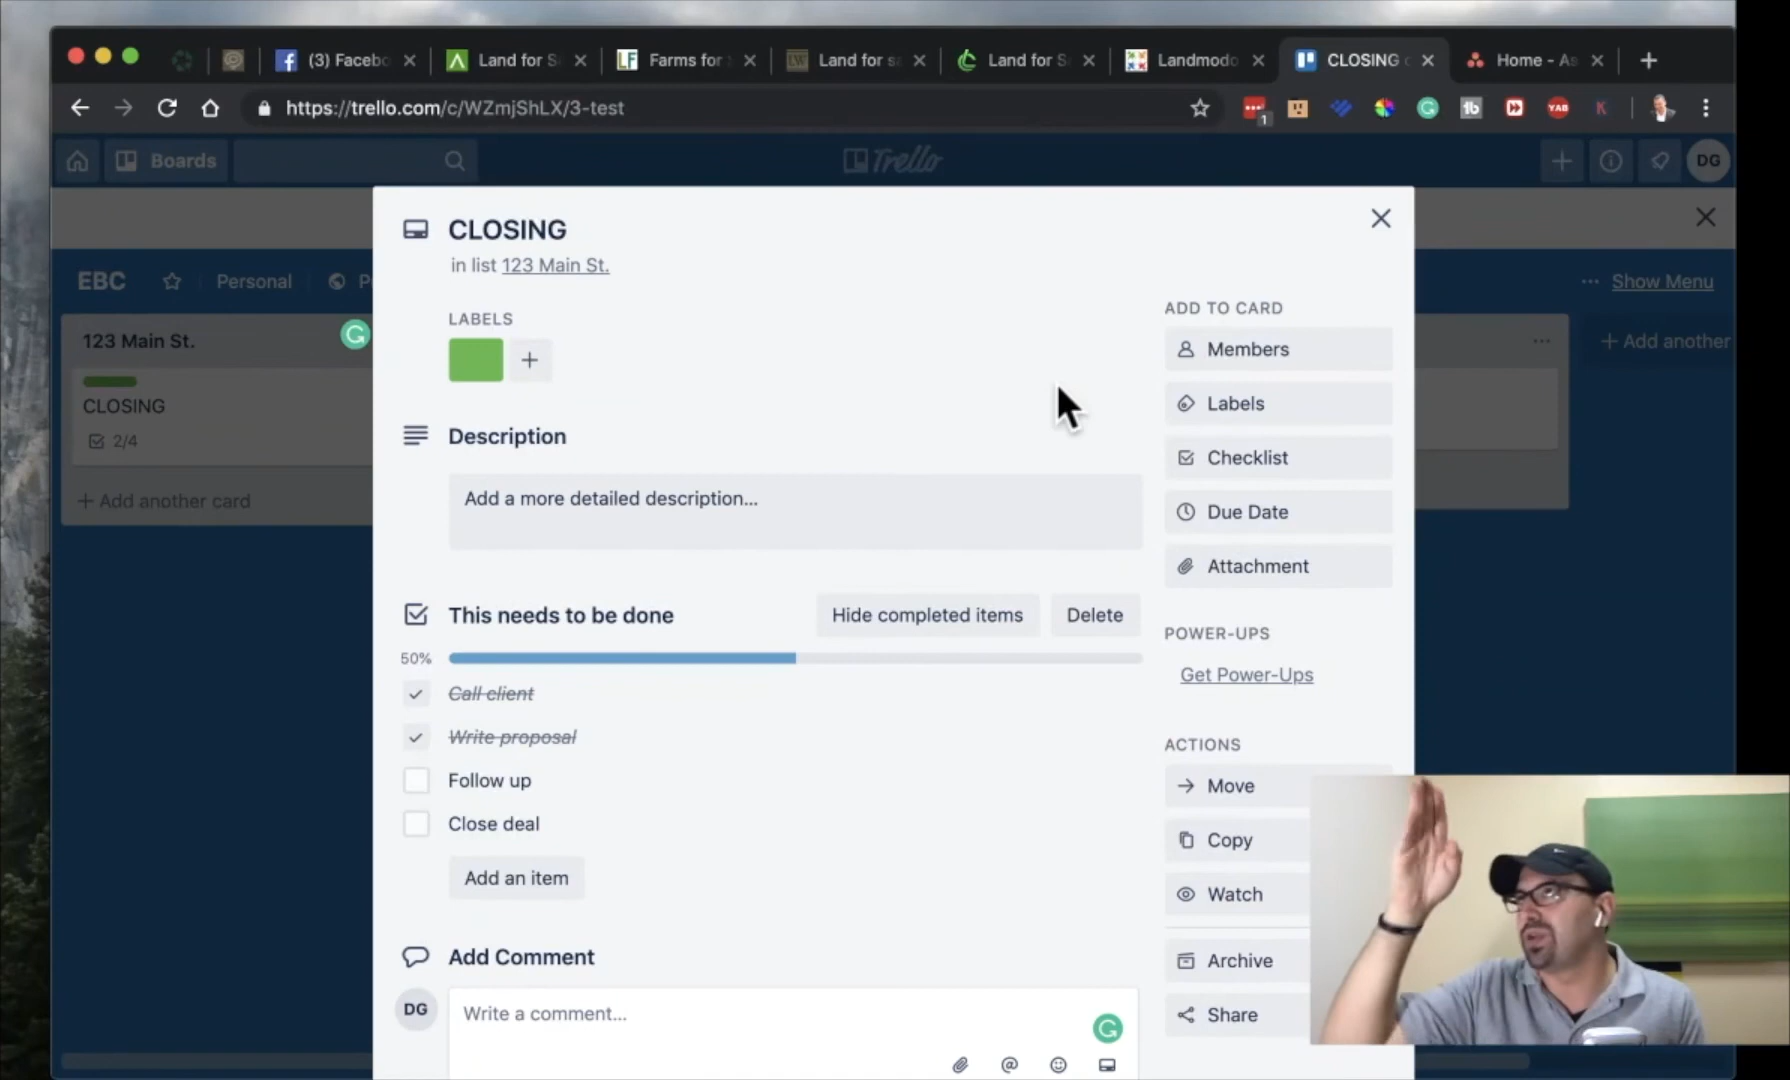 (3) Facebo
Land for S
Farms for
Land for sa
Land for S
Landmodo
CLOSING
Home - As
https://trello.com/c/WZmjShLX/3-test
1
tb
YAB
K
Boards
Trello
DG
EBC
Personal
P
Show Menu
123 Main St.
CLOSING
2/4
+ Add another card
+ Add another
CLOSING
in list 123 Main St.
LABELS
Description
Add a more detailed description...
This needs to be done
Hide completed items
Delete
50%
Call client
Write proposal
Follow up
Close deal
Add an item
Add Comment
DG
Write a comment...
ADD TO CARD
Members
Labels
Checklist
Due Date
Attachment
POWER-UPS
Get Power-Ups
ACTIONS
Move
Copy
Watch
Archive
Share